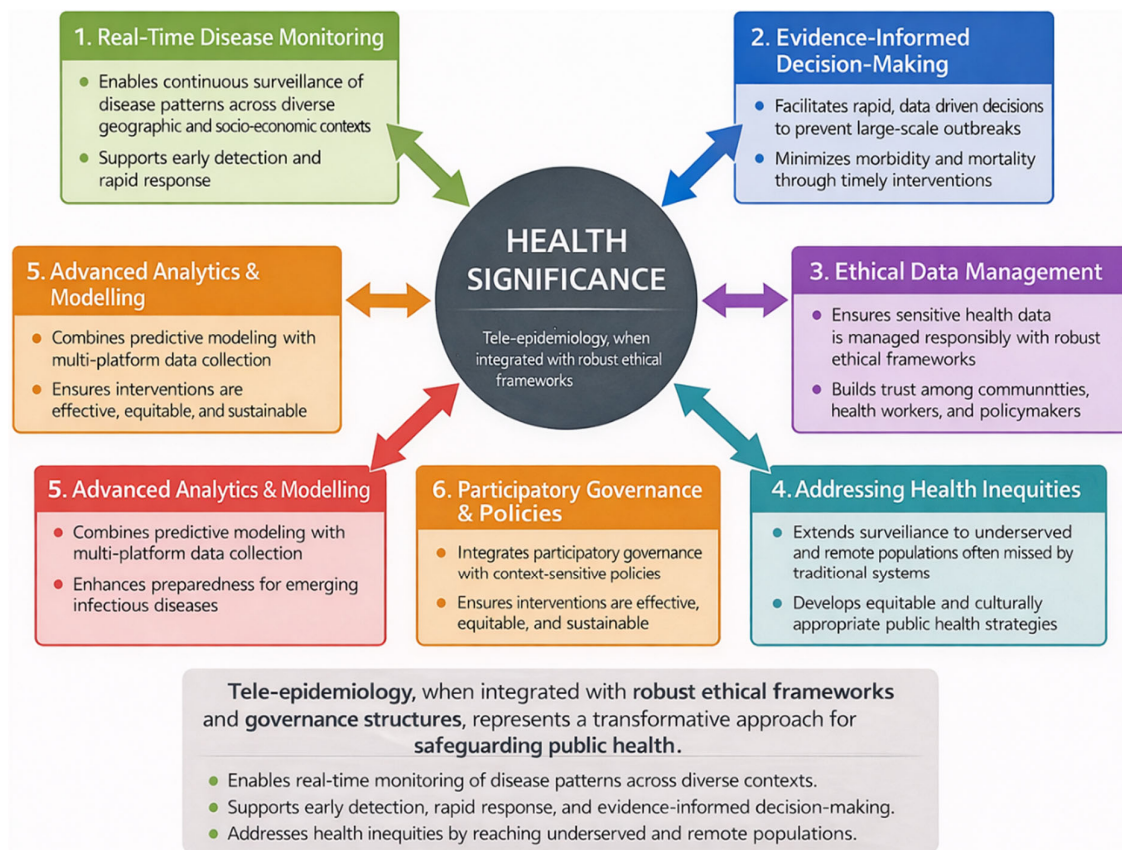 1. Real-Time Disease Monitoring
Enables continuous surveillance of
disease patterns across diverse
geographic and socio-economic contexts
Supports early detection and
rapid response
2. Evidence-Informed
Decision-Making
Facilitates rapid, data driven decisions
to prevent large-scale outbreaks
Minimizes morbidity and mortality
through timely interventions
HEALTH
SIGNIFICANCE
Tele-epidemiology, when
integrated with robust ethical
frameworks
5. Advanced Analytics &
Modelling
Combines predictive modeling with
multi-platform data collection
Ensures interventions are
effective, equitable, and sustainable
3. Ethical Data Management
Ensures sensitive health data
is managed responsibly with robust
ethical frameworks
Builds trust among communntties,
health workers, and policymakers
5. Advanced Analytics & Modelling
Combines predictive modeling with
multi-platform data collection
Enhances preparedness for emerging
infectious diseases
6. Participatory Governance
& Policies
Integrates participatory governance
with context-sensitive policies
Ensures interventions are effective,
equitable, and sustainable
4. Addressing Health Inequities
Extends surveiliance to underserved
and remote populations often missed by
traditional systems
Develops equitable and culturally
appropriate public health strategies
Tele-epidemiology, when integrated with robust ethical frameworks
and governance structures, represents a transformative approach for
safeguarding public health.
Enables real-time monitoring of disease patterns across diverse contexts.
Supports early detection, rapid response, and evidence-informed decision-making.
Addresses health inequities by reaching underserved and remote populations.